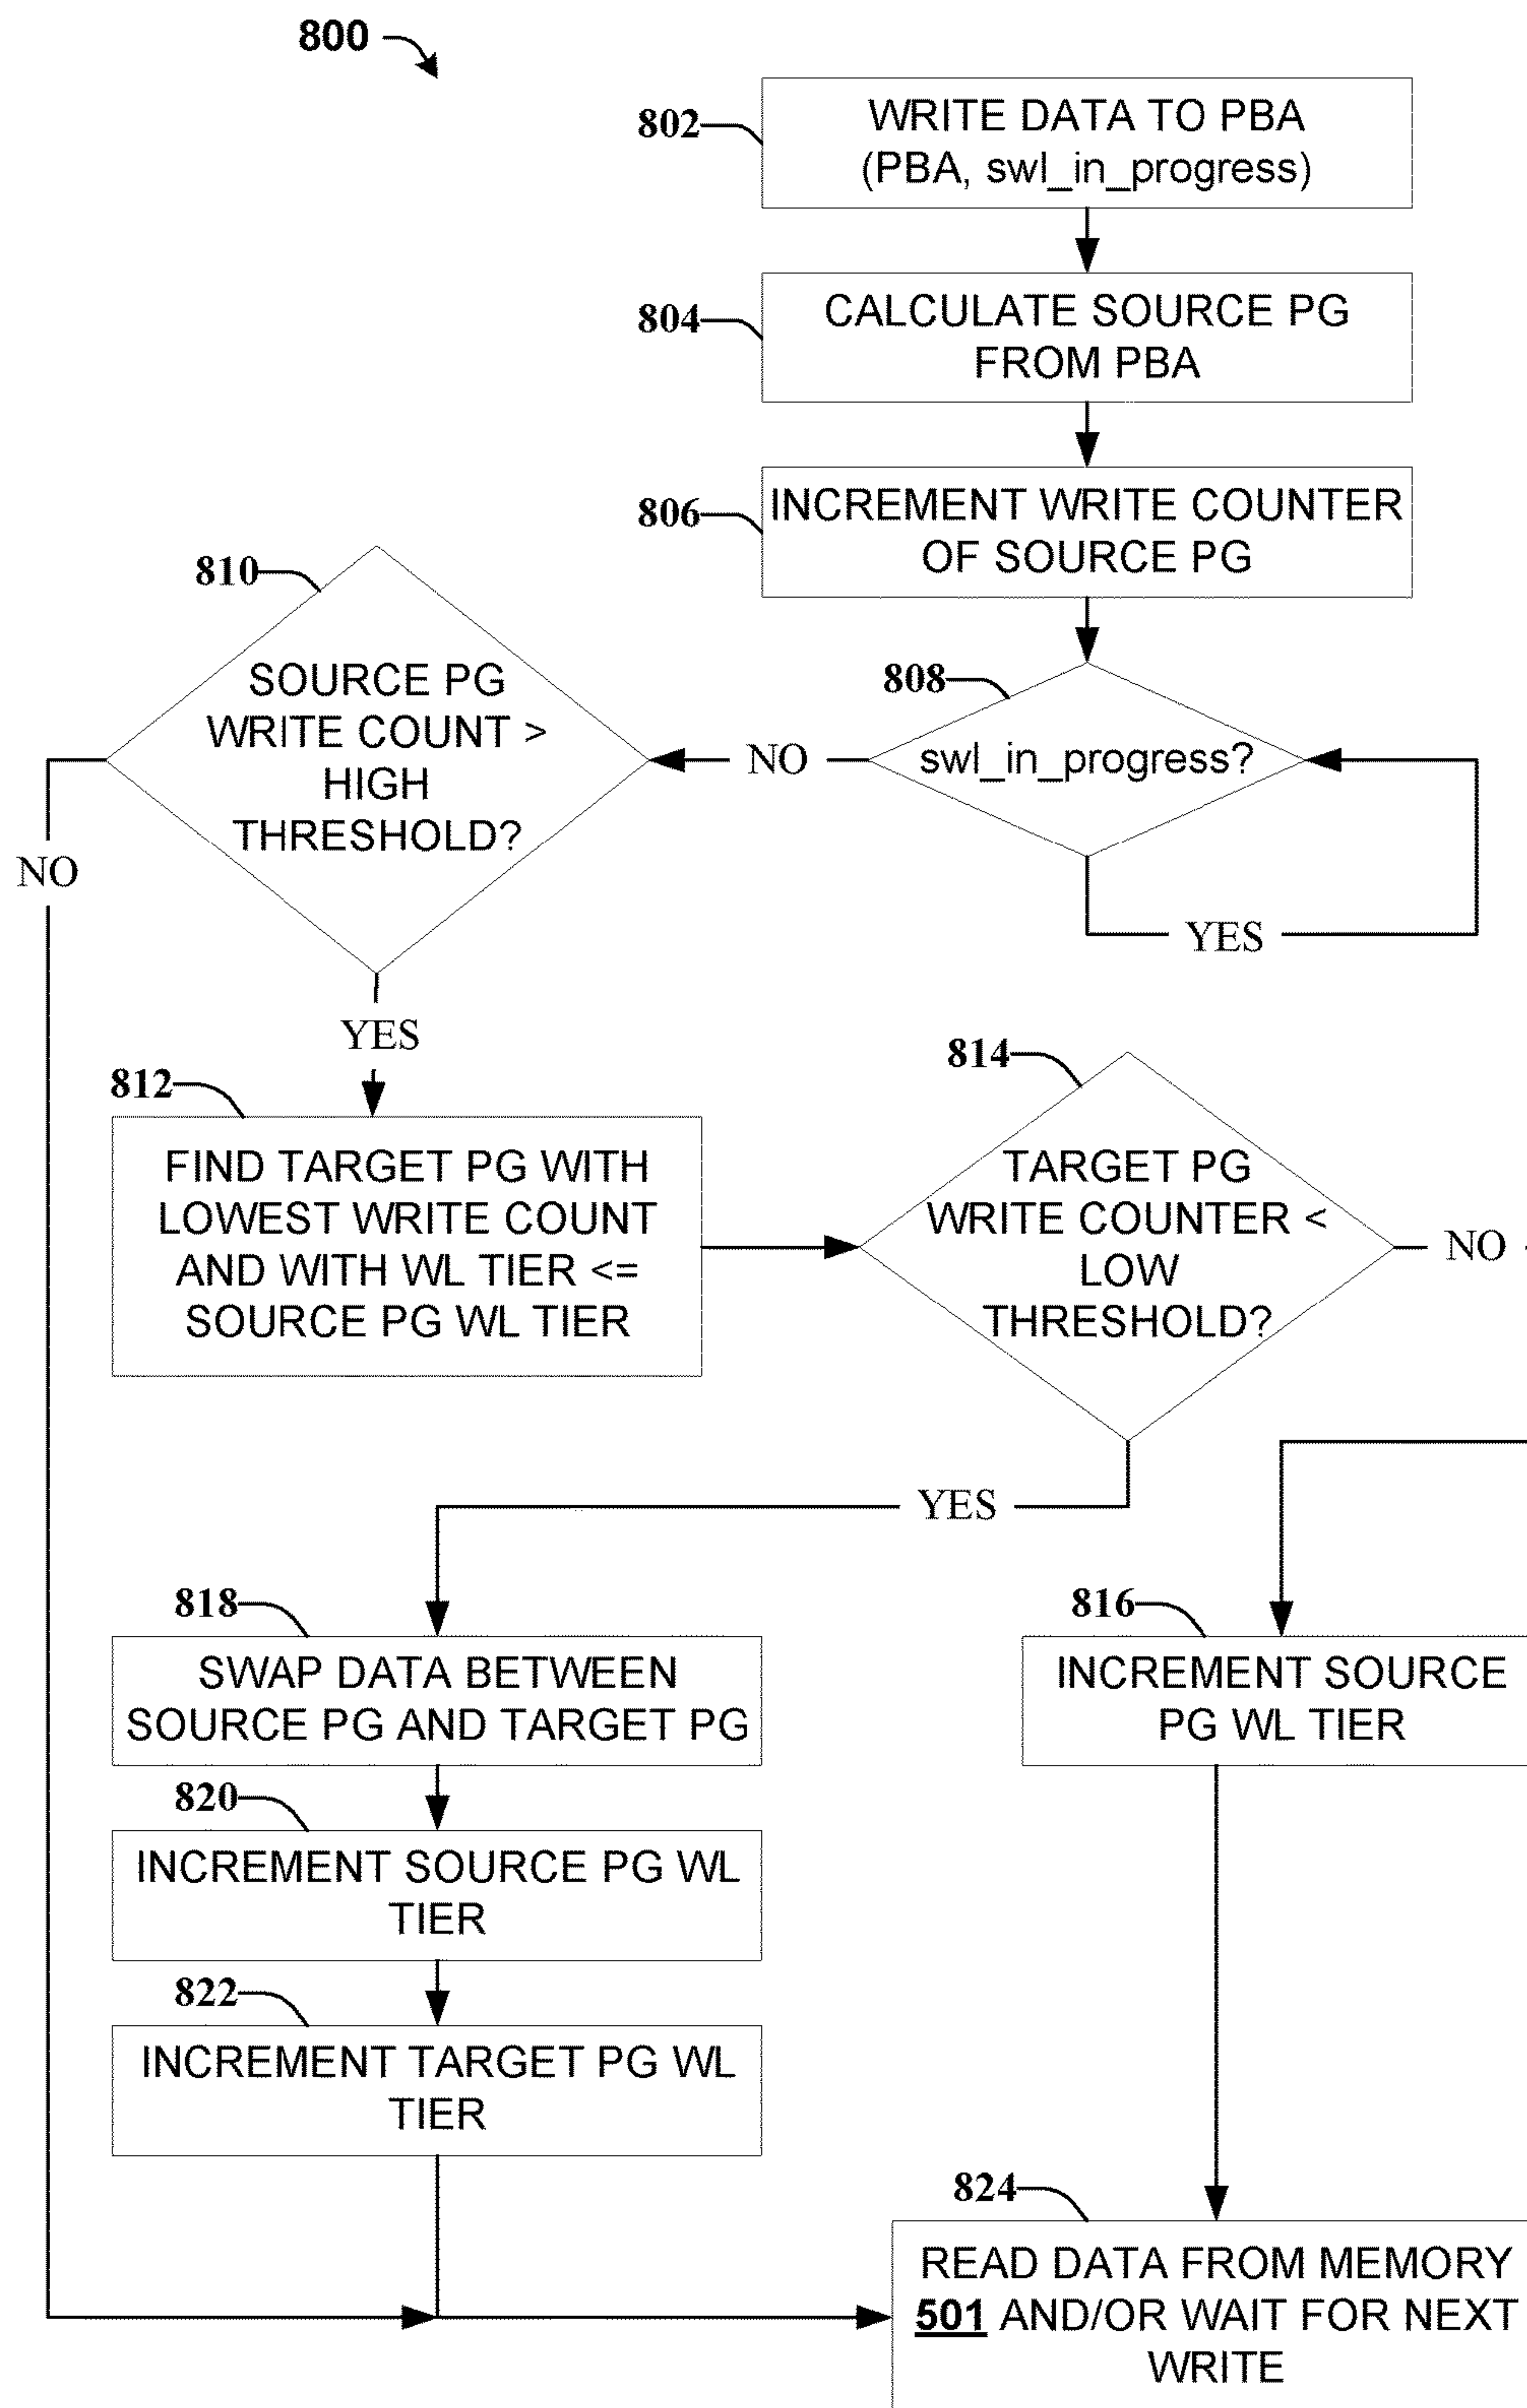 800
802
WRITE DATA TO PBA
(PBA, swl_in_progress)
804
CALCULATE SOURCE PG
FROM PBA
806
INCREMENT WRITE COUNTER
OF SOURCE PG
808
swl_in_progress?
YES
NO
810
SOURCE PG
WRITE COUNT >
HIGH
THRESHOLD?
NO
YES
812
FIND TARGET PG WITH
LOWEST WRITE COUNT
AND WITH WL TIER <=
SOURCE PG WL TIER
814
TARGET PG
WRITE COUNTER <
LOW
THRESHOLD?
NO
YES
816
INCREMENT SOURCE
PG WL TIER
818
SWAP DATA BETWEEN
SOURCE PG AND TARGET PG
820
INCREMENT SOURCE PG WL
TIER
822
INCREMENT TARGET PG WL
TIER
824
READ DATA FROM MEMORY
501 AND/OR WAIT FOR NEXT
WRITE